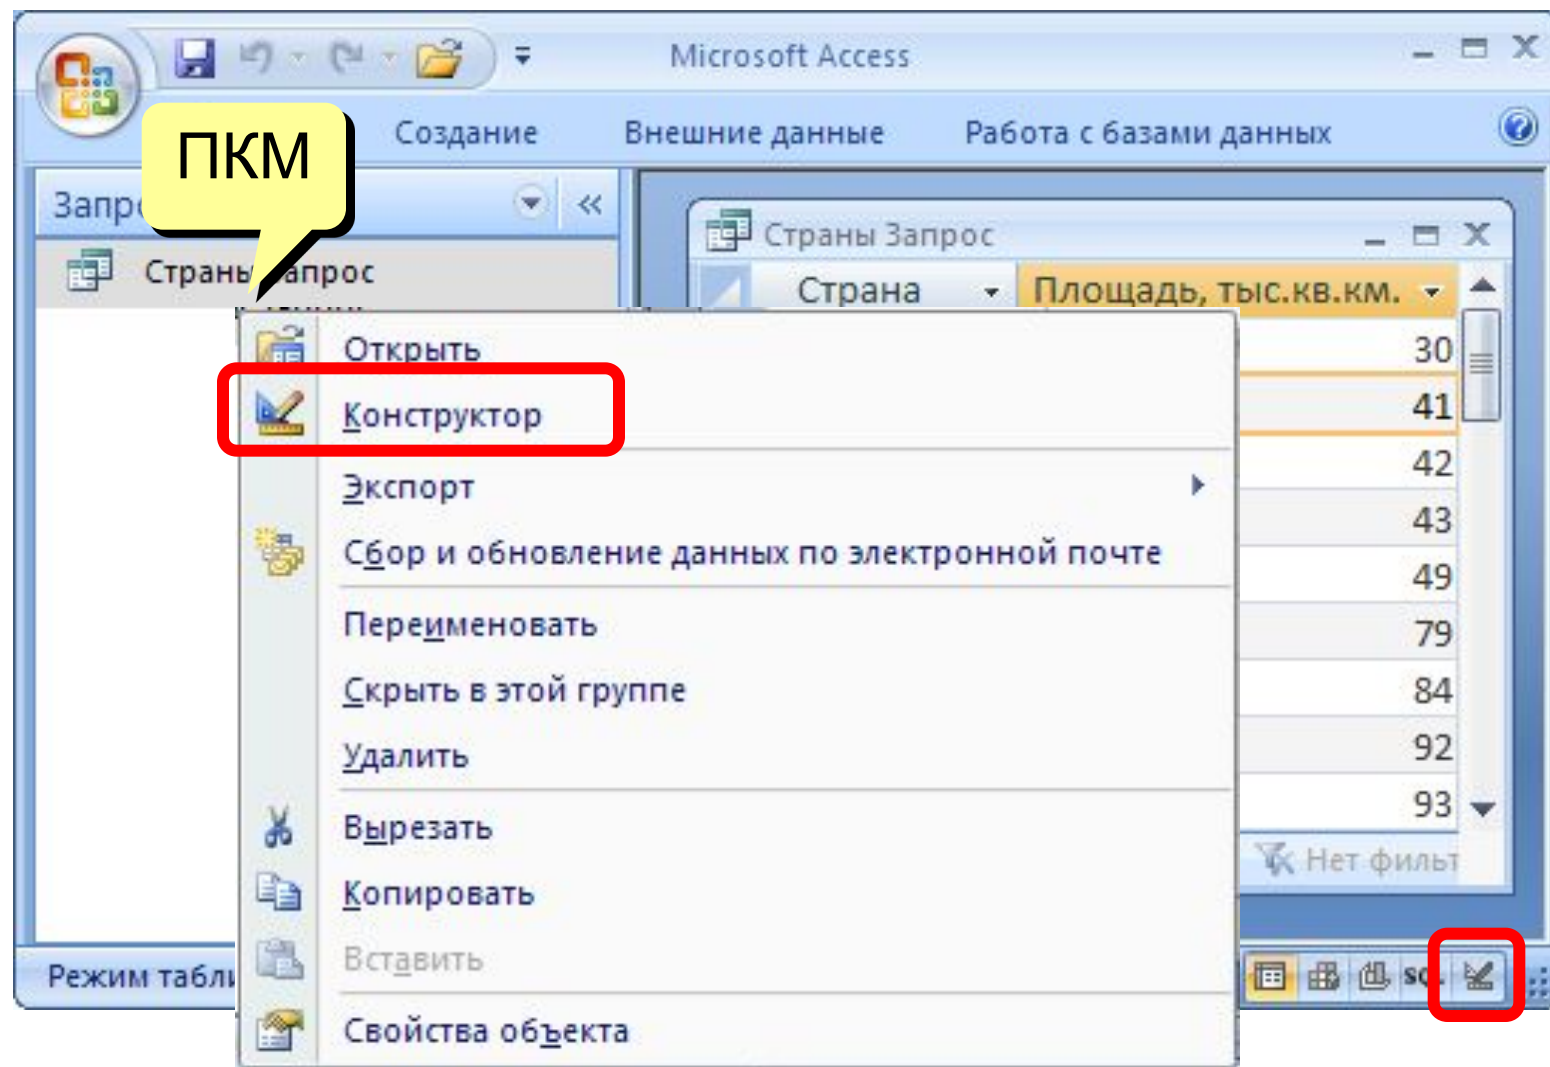 Microsoft Access
ПКМ
Создание Внешние данные Работа с базами данных
Страны Запрос
Страны Запрос
Страна Площадь, тыс.кв.км.
30
41
42
43
49
79
84
92
93
Нет фильт
Открыть
Конструктор
Экспорт
Сбор и обновление данных по электронной почте
Переименовать
Скрыть в этой группе
Удалить
Вырезать
Копировать
Вставить
Свойства объекта
Режим табли
SQL